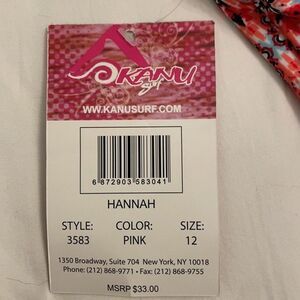 KANU
surf
WW.KANUSURF.COM
6 872903 583041
HANNAH
STYLE: COLOR: SIZE:
3583 PINK 12
1350 Broadway, Suite 704 New York, NY 10018
Phone: (212) 868-9771 • Fax: (212) 868-9755
MSRP $33.00